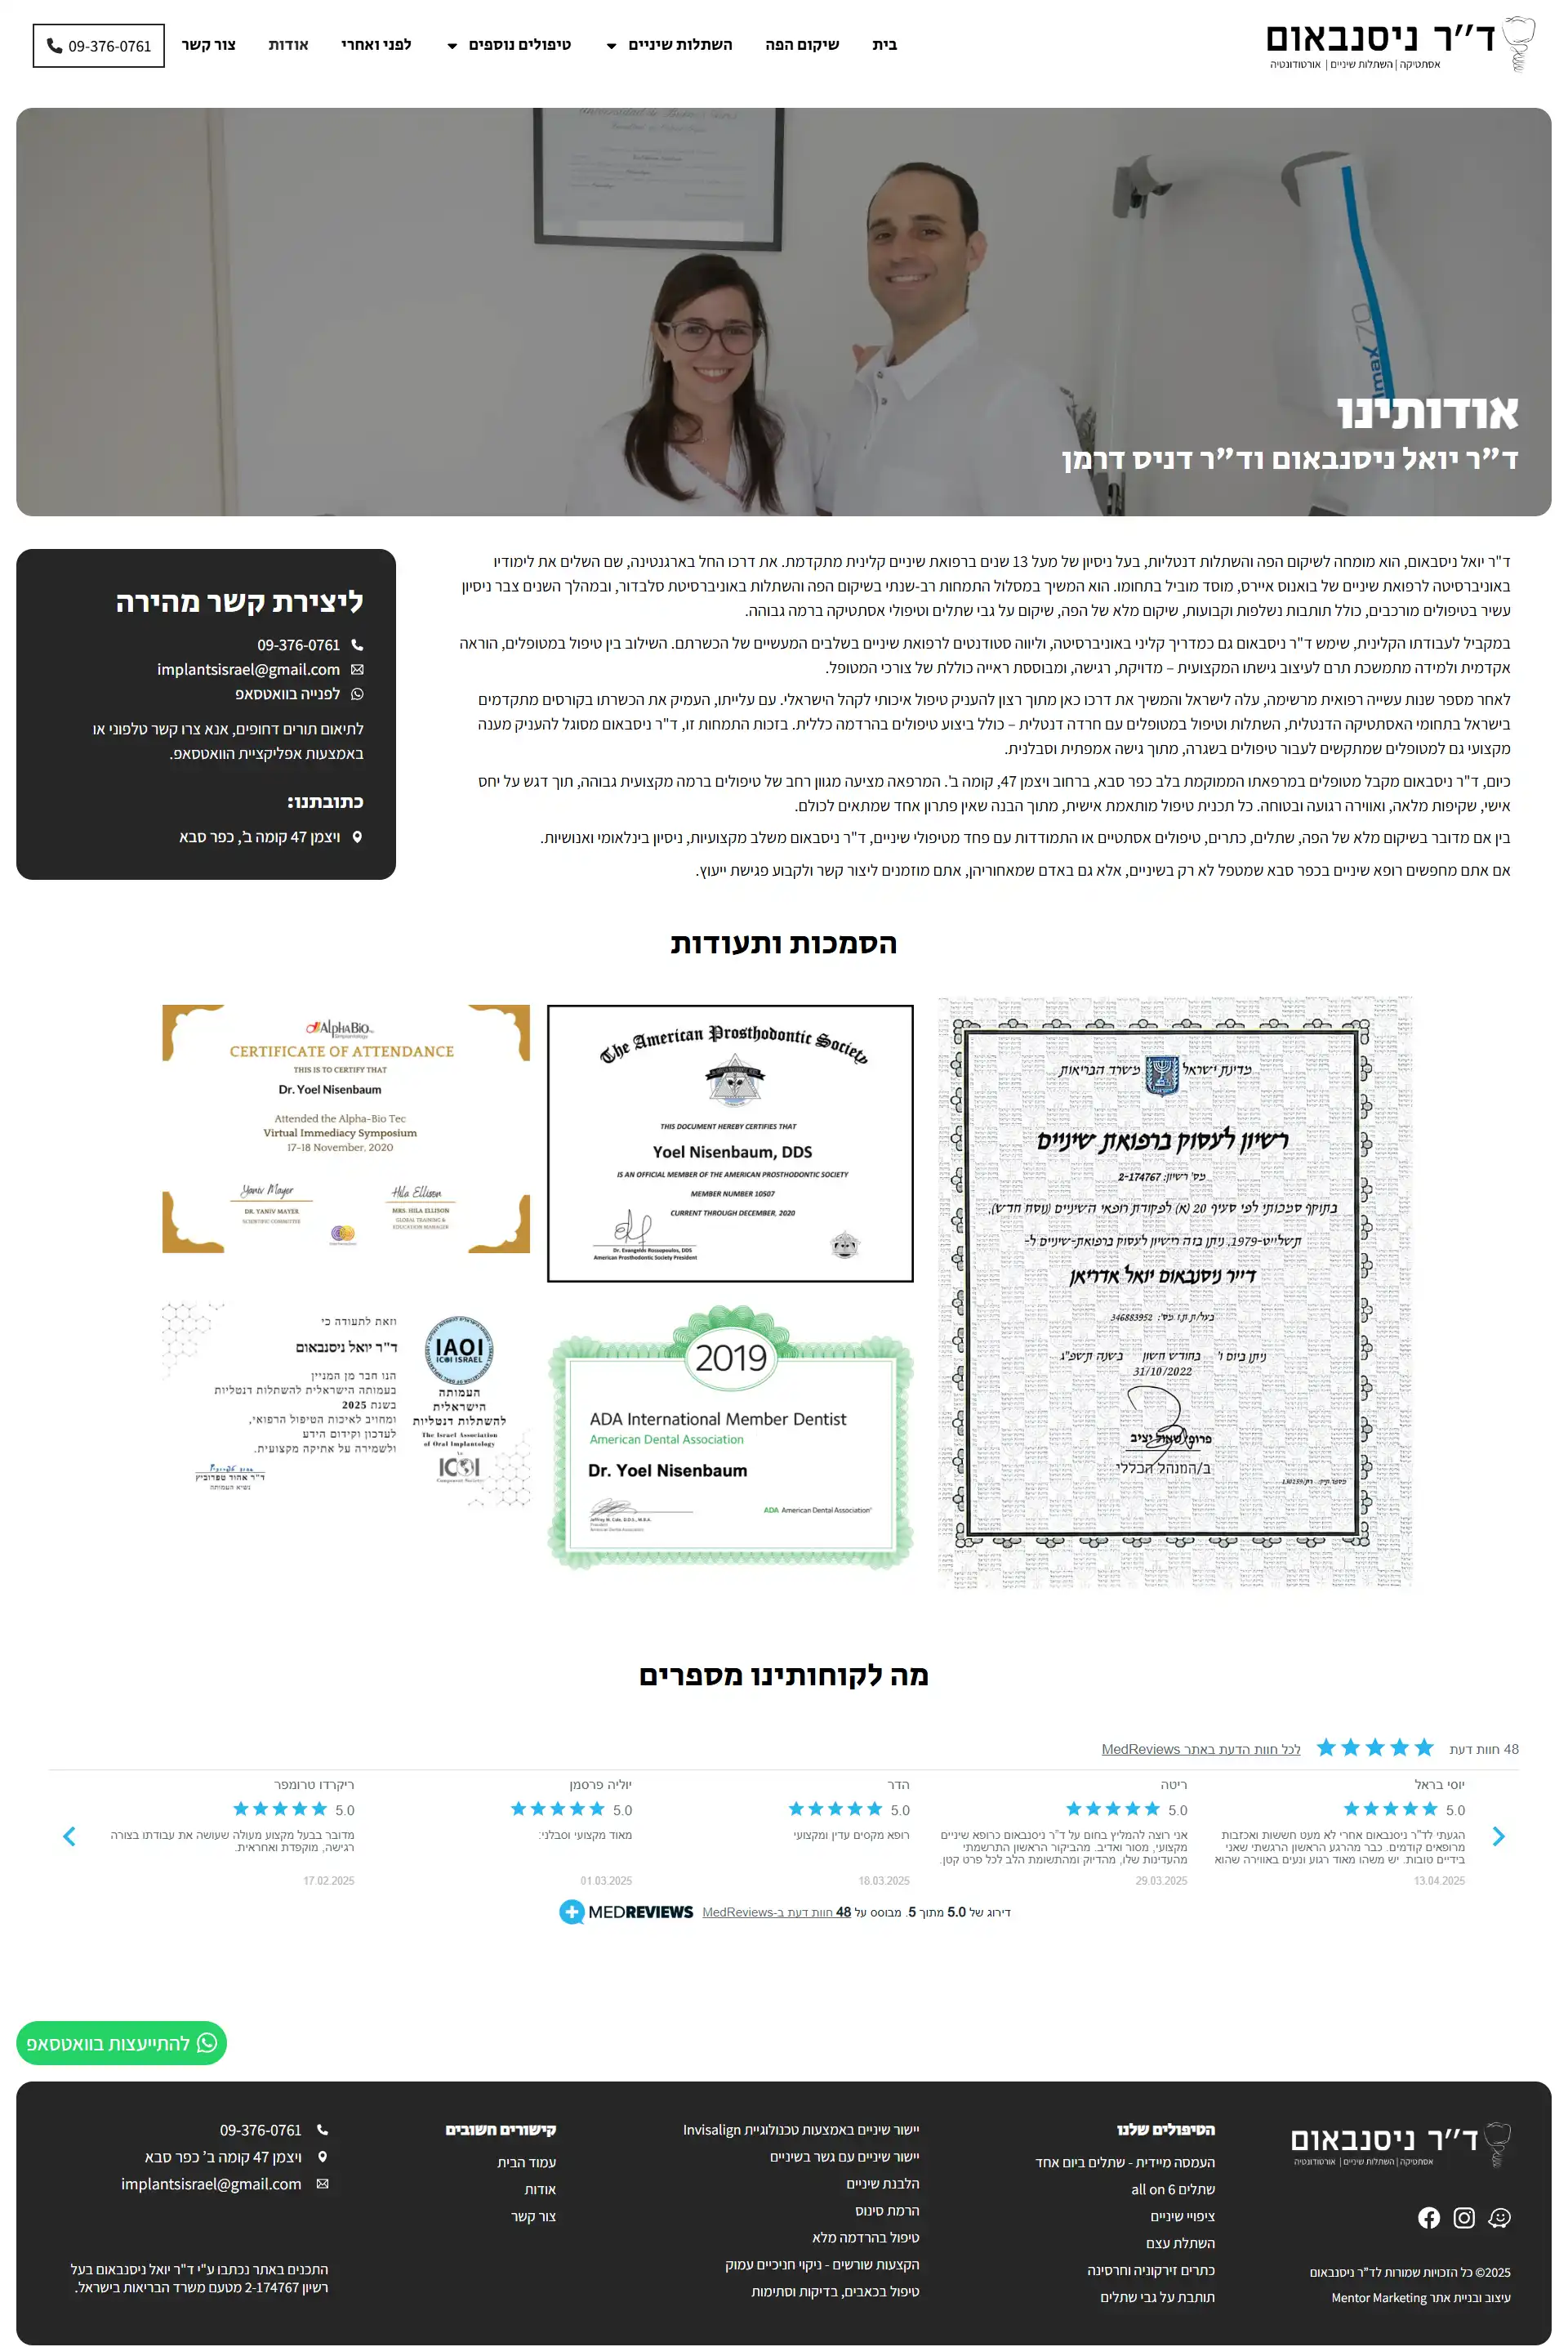 ד״ר ניסנבאום
אסתטיקה | השתלות שיניים | אורטודונטיה
בית
שיקום הפה
השתלות שיניים
טיפולים נוספים
לפני ואחרי
אודות
צור קשר
09-376-0761
אודותינו
ד״ר יואל ניסנבאום וד״ר דניס דרמן
ד"ר יואל ניסנבאום, הוא מומחה לשיקום הפה והשתלות דנטליות, בעל ניסיון של מעל 13 שנים ברפואת שיניים קלינית מתקדמת. את דרכו החל בארגנטינה, שם השלים את לימודיו
באוניברסיטה לרפואת שיניים של בואנוס איירס, מוסד מוביל בתחומו. הוא המשיך במסלול התמחות רב-שנתי בשיקום הפה והשתלות באוניברסיטת סלבדור, ובמהלך השנים צבר ניסיון
עשיר בטיפולים מורכבים, כולל תותבות נשלפות וקבועות, שיקום מלא של הפה, שיקום על גבי שתלים וטיפולי אסתטיקה ברמה גבוהה.
במקביל לעבודתו הקלינית, שימש ד"ר ניסבאום גם כמדריך קליני באוניברסיטה, וליווה סטודנטים לרפואת שיניים בשלבים המעשיים של הכשרתם. השילוב בין טיפול במטופלים, הוראה
אקדמית ולמידה מתמשכת תרם לעיצוב גישתו המקצועית – מדויקת, רגישה, ומבוססת ראייה כוללת של צורכי המטופל.
לאחר מספר שנות עשייה רפואית מרשימה, עלה לישראל והמשיך את דרכו כאן מתוך רצון להעניק טיפול איכותי לקהל הישראלי. עם עלייתו, העמיק את הכשרתו בקורסים מתקדמים
בישראל בתחומי האסתטיקה הדנטלית, השתלות וטיפול במטופלים עם חרדה דנטלית – כולל ביצוע טיפולים בהרדמה כללית. בזכות התמחות זו, ד"ר ניסבאום מסוגל להעניק מענה
מקצועי גם למטופלים שמתקשים לעבור טיפולים בשגרה, מתוך גישה אמפתית וסבלנית.
כיום, ד"ר ניסבאום מקבל מטופלים במרפאתו הממוקמת בלב כפר סבא, ברחוב ויצמן 47, קומה ב'. המרפאה מציעה מגוון רחב של טיפולים ברמה מקצועית גבוהה, תוך דגש על יחס
אישי, שקיפות מלאה, ואווירה רגועה ובטוחה. כל תכנית טיפול מותאמת אישית, מתוך הבנה שאין פתרון אחד שמתאים לכולם.
בין אם מדובר בשיקום מלא של הפה, שתלים, כתרים, טיפולים אסתטיים או התמודדות עם פחד מטיפולי שיניים, ד"ר ניסבאום משלב מקצועיות, ניסיון בינלאומי ואנושיות.
אם אתם מחפשים רופא שיניים בכפר סבא שמטפל לא רק בשיניים, אלא גם באדם שמאחוריהן, אתם מוזמנים ליצור קשר ולקבוע פגישת ייעוץ.
ליצירת קשר מהירה
09-376-0761
implantsisrael@gmail.com
לפנייה בוואטסאפ
לתיאום תורים דחופים, אנא צרו קשר טלפוני או
באמצעות אפליקציית הוואטסאפ.
כתובתנו:
ויצמן 47 קומה ב', כפר סבא
הסמכות ותעודות
מדינת ישראל משרד הבריאות
רשיון לעסוק ברפואת שיניים
מס' רשיון: 2-174767
בתוקף סמכותי לפי סעיף 20 (א) לפקודת רופאי השיניים (נוסח חדש),
תשל"ט-1979, ניתן בזה רישיון לעסוק ברפואת-שיניים ל-
ד"ר ניסנבאום יואל אדריאן
בעל/ת ת.ז מס': 346883952
ניתן ביום ו' בחודש חשון בשנה תשפ"ג
31/10/2022
פרופ' שאול יציב
ב/המנהל הכללי
The American Prosthodontic Society
THIS DOCUMENT HEREBY CERTIFIES THAT
Yoel Nisenbaum, DDS
IS AN OFFICIAL MEMBER OF THE AMERICAN PROSTHODONTIC SOCIETY
MEMBER NUMBER 10507
CURRENT THROUGH DECEMBER, 2020
Dr. Evangelos Rossopoulos, DDS
American Prosthodontic Society President
AlphaBio
CERTIFICATE OF ATTENDANCE
THIS IS TO CERTIFY THAT
Dr. Yoel Nisenbaum
Attended the Alpha-Bio Tec
Virtual Immediacy Symposium
17-18 November, 2020
Yaniv Mayer
Hila Ellison
DR. YANIV MAYER
SCIENTIFIC COMMITTEE
MRS. HILA ELLISON
GLOBAL TRAINING &
EDUCATION MANAGER
2019
ADA International Member Dentist
American Dental Association
Dr. Yoel Nisenbaum
ADA American Dental Association
IAOI
ICOI ISRAEL
העמותה
הישראלית
להשתלות דנטליות
The Israel Association
of Oral Implantology
ICOI
וזאת לתעודה כי
ד"ר יואל ניסנבאום
הנו חבר מן המניין
בעמותה הישראלית להשתלות דנטליות
בשנת 2025
ומחויב לאיכות הטיפול הרפואי,
לעדכון וקידום הידע
ולשמירה על אתיקה מקצועית.
נשיא העמותה
מה לקוחותינו מספרים
48 חוות דעת
לכל חוות הדעת באתר MedReviews
יוסי בראל
5.0
הגעתי לד"ר ניסנבאום אחרי לא מעט חששות ואכזבות
מרופאים קודמים. כבר מהרגע הראשון הרגשתי שאני
בידיים טובות. יש משהו מאוד רגוע ונעים באווירה שהוא
13.04.2025
ריטה
5.0
אני רוצה להמליץ בחום על ד"ר ניסנבאום כרופא שיניים
מקצועי, מסור ואדיב. מהביקור הראשון התרשמתי
מהעדינות שלו, מהדיוק ומהתשומת הלב לכל פרט קטן.
29.03.2025
הדר
5.0
רופא מקסים עדין ומקצועי
18.03.2025
יוליה פרסמן
5.0
מאוד מקצועי וסבלני:
01.03.2025
ריקרדו טרומפר
5.0
מדובר בבעל מקצוע מעולה שעושה את עבודתו בצורה
רגישה, מוקפדת ואחראית.
17.02.2025
דירוג של 5.0 מתוך 5. מבוסס על 48 חוות דעת ב-MedReviews
MEDREVIEWS
להתייעצות בוואטסאפ
ד״ר ניסנבאום
אסתטיקה | השתלות שיניים | אורטודונטיה
©2025 כל הזכויות שמורות לד"ר ניסנבאום
עיצוב ובניית אתר Mentor Marketing
הטיפולים שלנו
העמסה מיידית - שתלים ביום אחד
שתלים all on 6
ציפויי שיניים
השתלת עצם
כתרים זירקוניה וחרסינה
תותבת על גבי שתלים
יישור שיניים באמצעות טכנולוגיית Invisalign
יישור שיניים עם גשר בשיניים
הלבנת שיניים
הרמת סינוס
טיפול בהרדמה מלא
הקצעות שורשים - ניקוי חניכיים עמוק
טיפול בכאבים, בדיקות וסתימות
קישורים חשובים
עמוד הבית
אודות
צור קשר
09-376-0761
ויצמן 47 קומה ב' כפר סבא
implantsisrael@gmail.com
התכנים באתר נכתבו ע"י ד"ר יואל ניסנבאום בעל
רשיון 2-174767 מטעם משרד הבריאות בישראל.